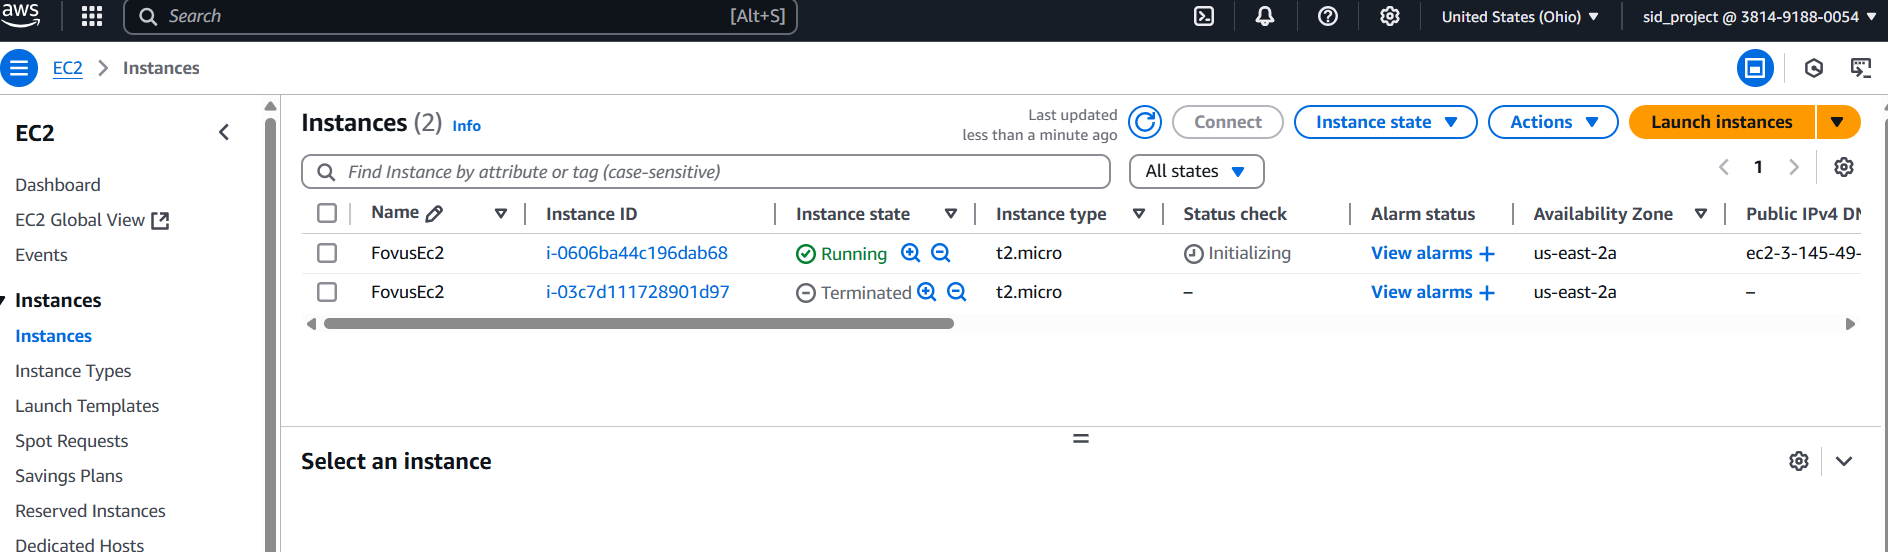 aws
Search [Alt+S] United States (Ohio) sid_project @ 3814-9188-0054
EC2 Instances
EC2
Dashboard
EC2 Global View
Events
Instances
Instances
Instance Types
Launch Templates
Spot Requests
Savings Plans
Reserved Instances
Dedicated Hosts
Instances (2) Info
Last updated
less than a minute ago
Connect Instance state Actions Launch instances
Find Instance by attribute or tag (case-sensitive) All states 1
Name Instance ID Instance state Instance type Status check Alarm status Availability Zone Public IPv4 DN
FovusEc2 i-0606ba44c196dab68 Running t2.micro Initializing View alarms + us-east-2a ec2-3-145-49-
FovusEc2 i-03c7d111728901d97 Terminated t2.micro – View alarms + us-east-2a –
Select an instance